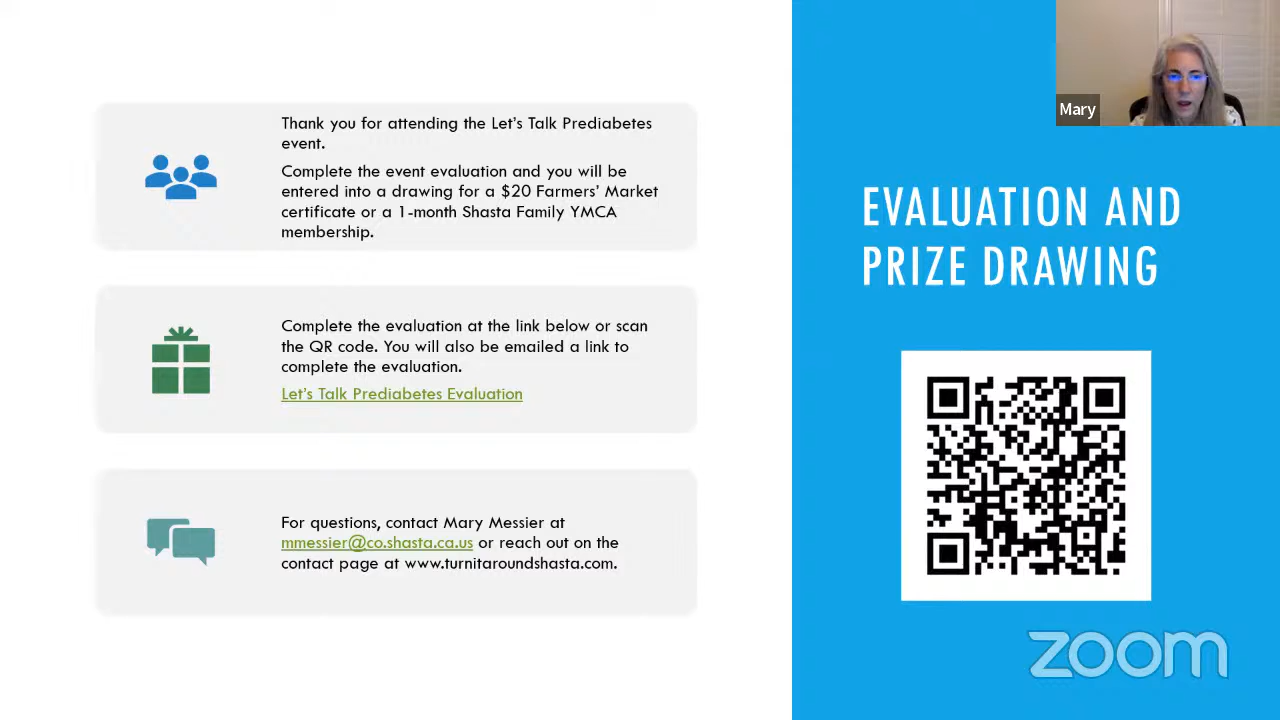 Thank you for attending the Let's Talk Prediabetes
event.
Complete the event evaluation and you will be
entered into a drawing for a $20 Farmers' Market
certificate or a 1-month Shasta Family YMCA
membership.
Complete the evaluation at the link below or scan
the QR code. You will also be emailed a link to
complete the evaluation.
Let's Talk Prediabetes Evaluation
For questions, contact Mary Messier at
mmessier@co.shasta.ca.us or reach out on the
contact page at www.turnitaroundshasta.com.
Mary
EVALUATION AND
PRIZE DRAWING
zoom